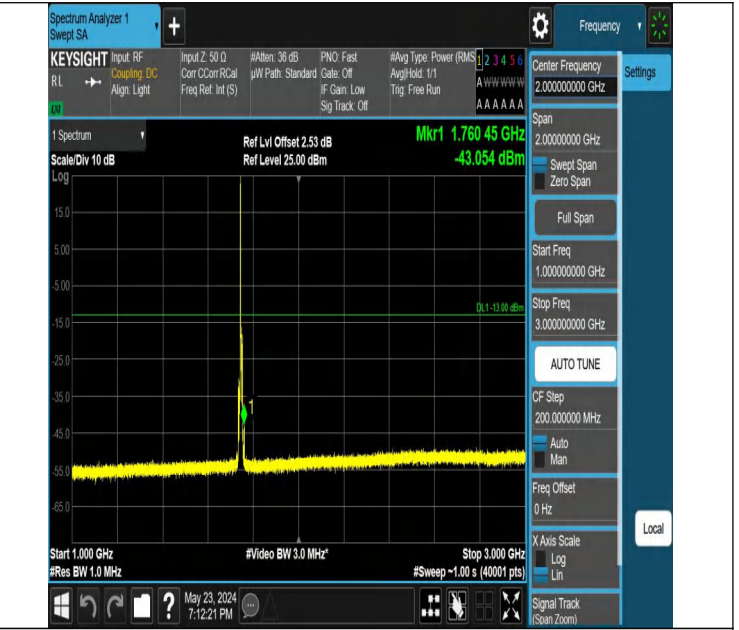 Spectrum Analyzer 1
Swept SA
+
Frequency
KEYSIGHT
RL
Input: RF
Coupling: DC
Align: Light
Input Z: 50 Ω
Corr CCorr RCal
Freq Ref: Int (S)
#Atten: 36 dB
µW Path: Standard
PNO: Fast
Gate: Off
IF Gain: Low
Sig Track: Off
#Avg Type: Power (RMS
Avg|Hold: 1/1
Trig: Free Run
1 2 3 4 5 6
A W W W W W
A A A A A A
1 Spectrum
Scale/Div 10 dB
Log
Ref Lvl Offset 2.53 dB
Ref Level 25.00 dBm
Mkr1 1.760 45 GHz
-43.054 dBm
15.0
5.00
-5.00
DL1 -13.00 dBm
-15.0
-25.0
-35.0
1
-45.0
-55.0
-65.0
Start 1.000 GHz
#Res BW 1.0 MHz
#Video BW 3.0 MHz*
Stop 3.000 GHz
#Sweep ~1.00 s (40001 pts)
Center Frequency
2.000000000 GHz
Settings
Span
2.00000000 GHz
Swept Span
Zero Span
Full Span
Start Freq
1.000000000 GHz
Stop Freq
3.000000000 GHz
AUTO TUNE
CF Step
200.000000 MHz
Auto
Man
Freq Offset
0 Hz
X Axis Scale
Log
Lin
Local
Signal Track
(Span Zoom)
?
May 23, 2024
7:12:21 PM